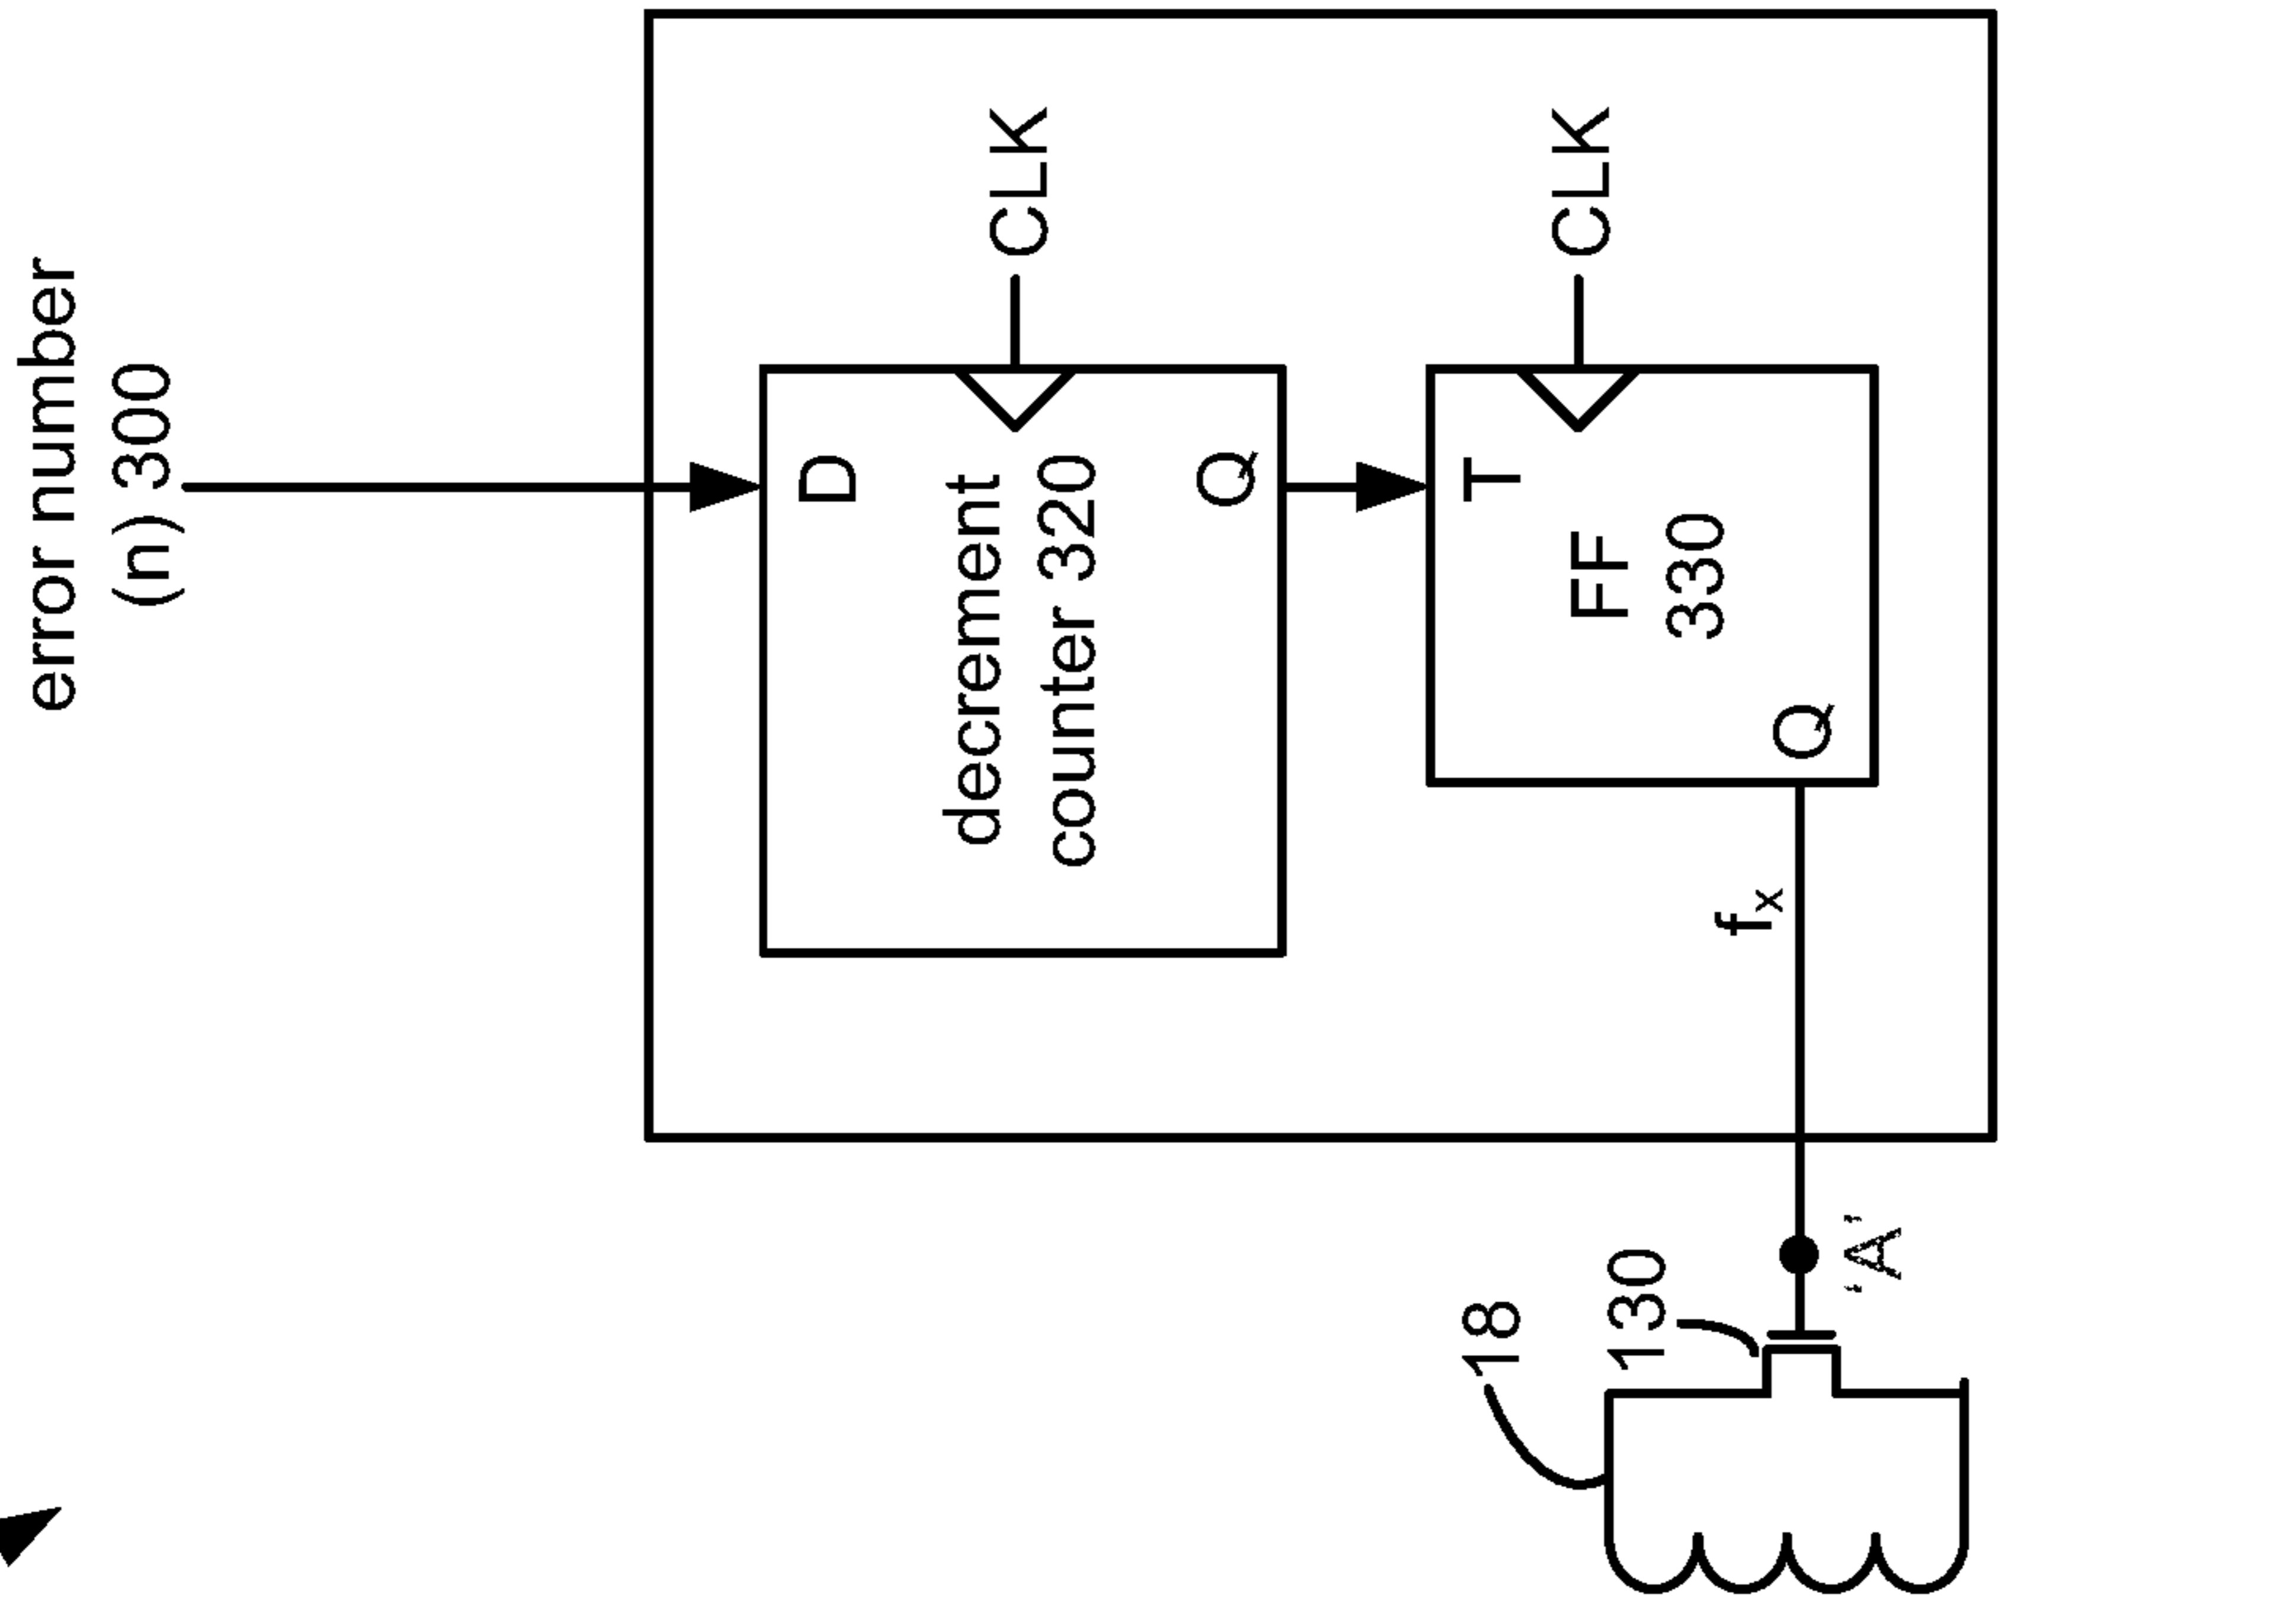 error number
(n) 300
CLK
CLK
D
decrement
counter 320
Q
T
FF
330
Q
fx
18
130
'A'